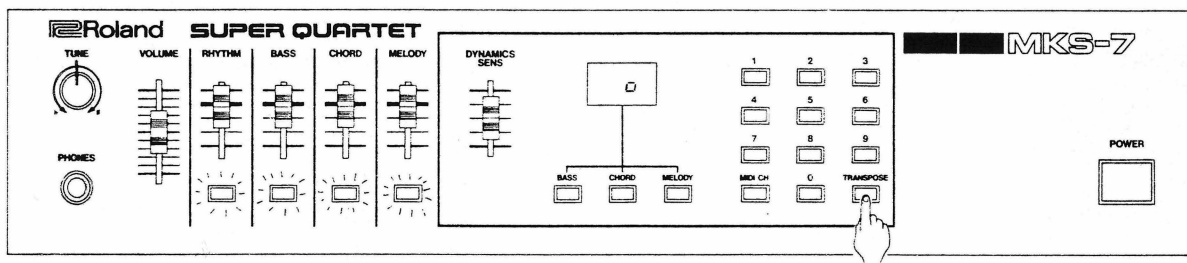 Roland SUPER QUARTET
MKS-7
TUNE VOLUME RHYTHM BASS CHORD MELODY DYNAMICS SENS
1 2 3
o
4 5 6
7 8 9
PHONES
POWER
BASS CHORD MELODY MIDI CH 0 TRANSPOSE